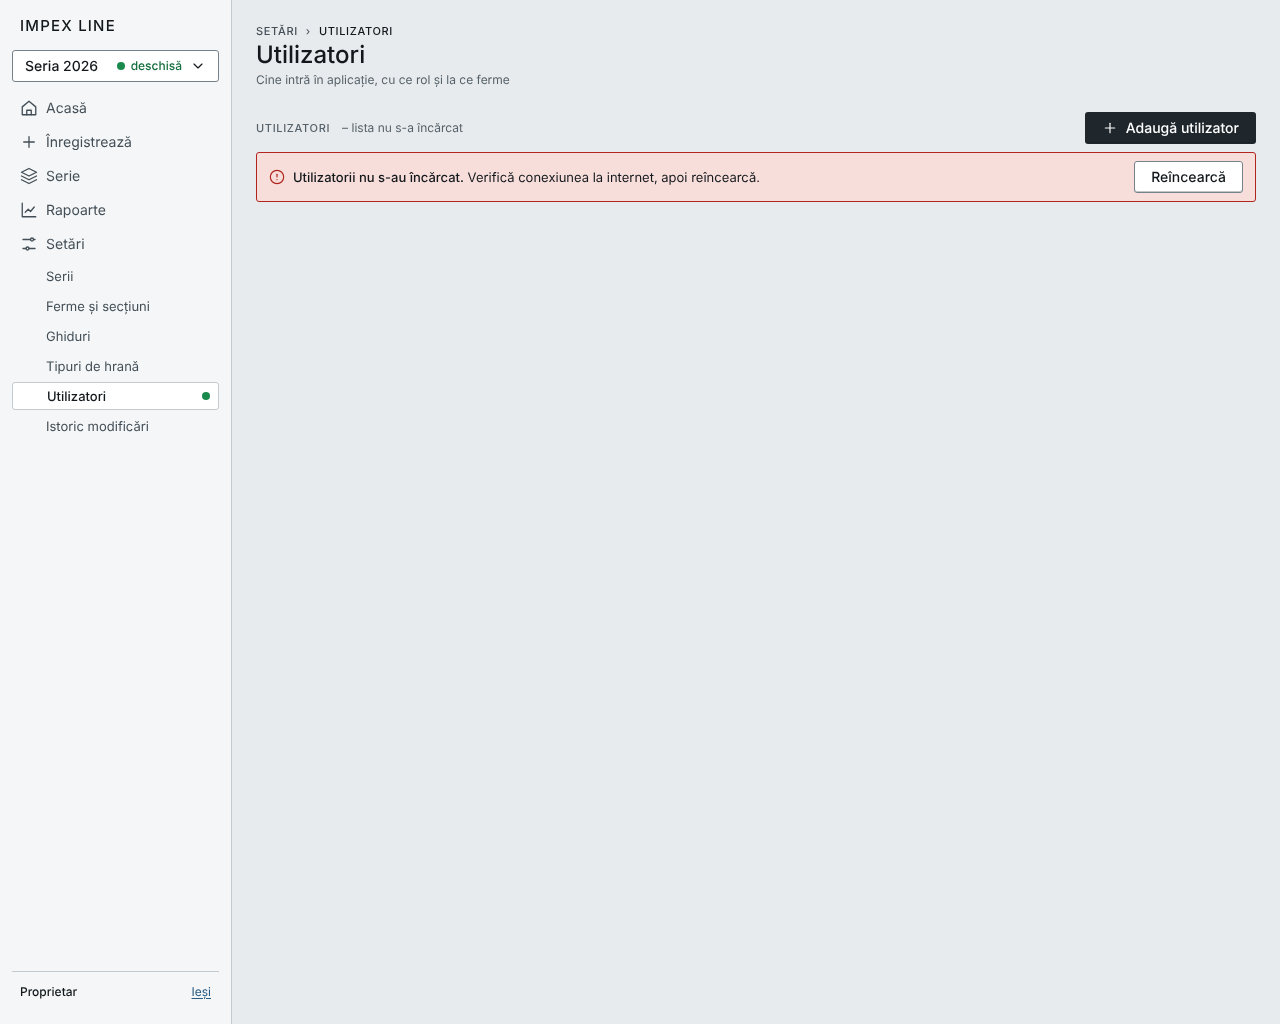 IMPEX LINE
Seria 2026 deschisă
Acasă
Înregistrează
Serie
Rapoarte
Setări
Serii
Ferme și secțiuni
Ghiduri
Tipuri de hrană
Utilizatori
Istoric modificări
Proprietar Ieși
SETĂRI › UTILIZATORI
Utilizatori
Cine intră în aplicație, cu ce rol și la ce ferme
UTILIZATORI – lista nu s-a încărcat
Adaugă utilizator
Utilizatorii nu s-au încărcat. Verifică conexiunea la internet, apoi reîncearcă.
Reîncearcă